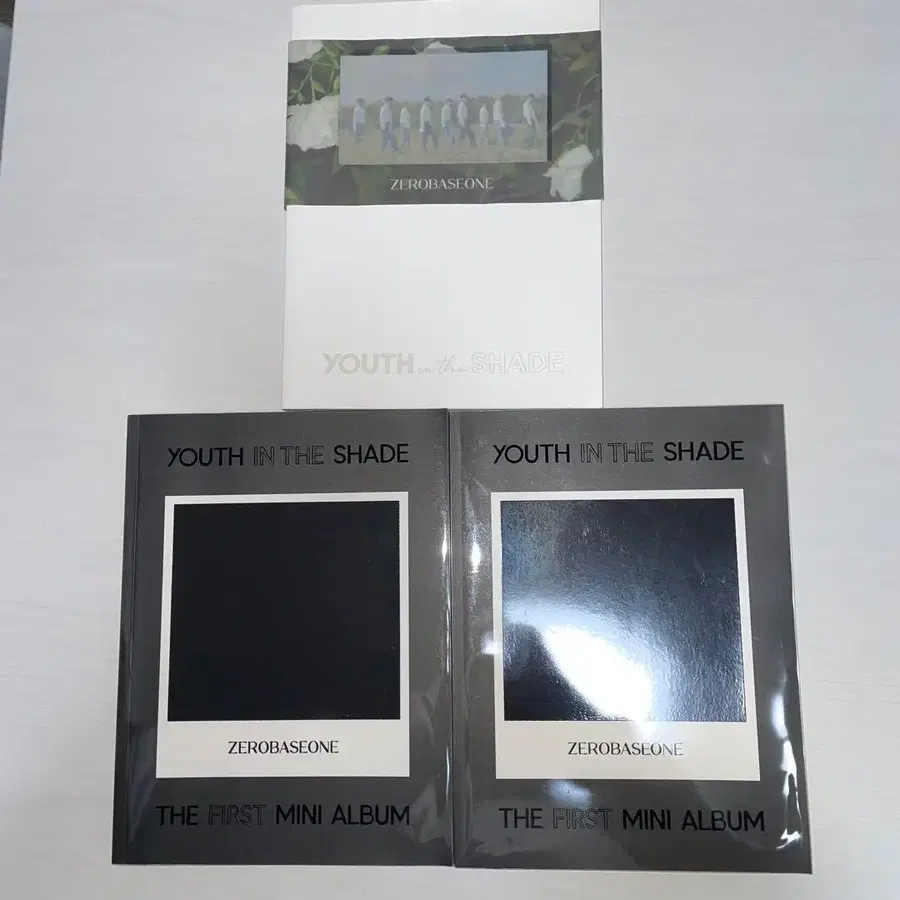 ZEROBASEONE
YOUTH in the SHADE
YOUTH IN THE SHADE
ZEROBASEONE
THE FIRST MINI ALBUM
YOUTH IN THE SHADE
ZEROBASEONE
THE FIRST MINI ALBUM